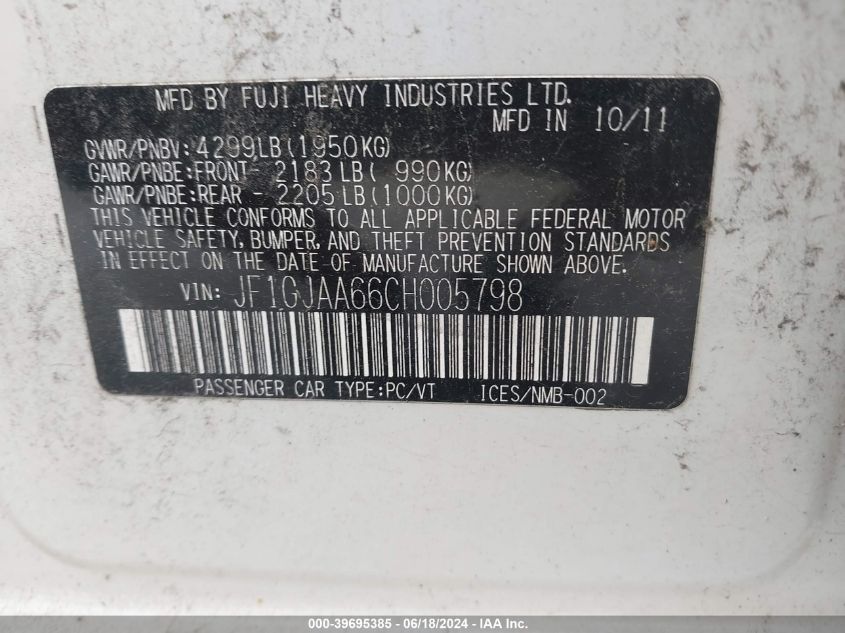 MFD BY FUJI HEAVY INDUSTRIES LTD.
MFD IN 10/11
GVWR/PNBV: 4299LB(1950KG)
GAWR/PNBE:FRONT- 2183LB( 990KG)
GAWR/PNBE:REAR - 2205LB(1000KG)
THIS VEHICLE CONFORMS TO ALL APPLICABLE FEDERAL MOTOR
VEHICLE SAFETY, BUMPER, AND THEFT PREVENTION STANDARDS
IN EFFECT ON THE DATE OF MANUFACTURE SHOWN ABOVE.
VIN: JF1GJAA66CH005798
PASSENGER CAR TYPE:PC/VT ICES/NMB-002
000-39695385 - 06/18/2024 - IAA Inc.